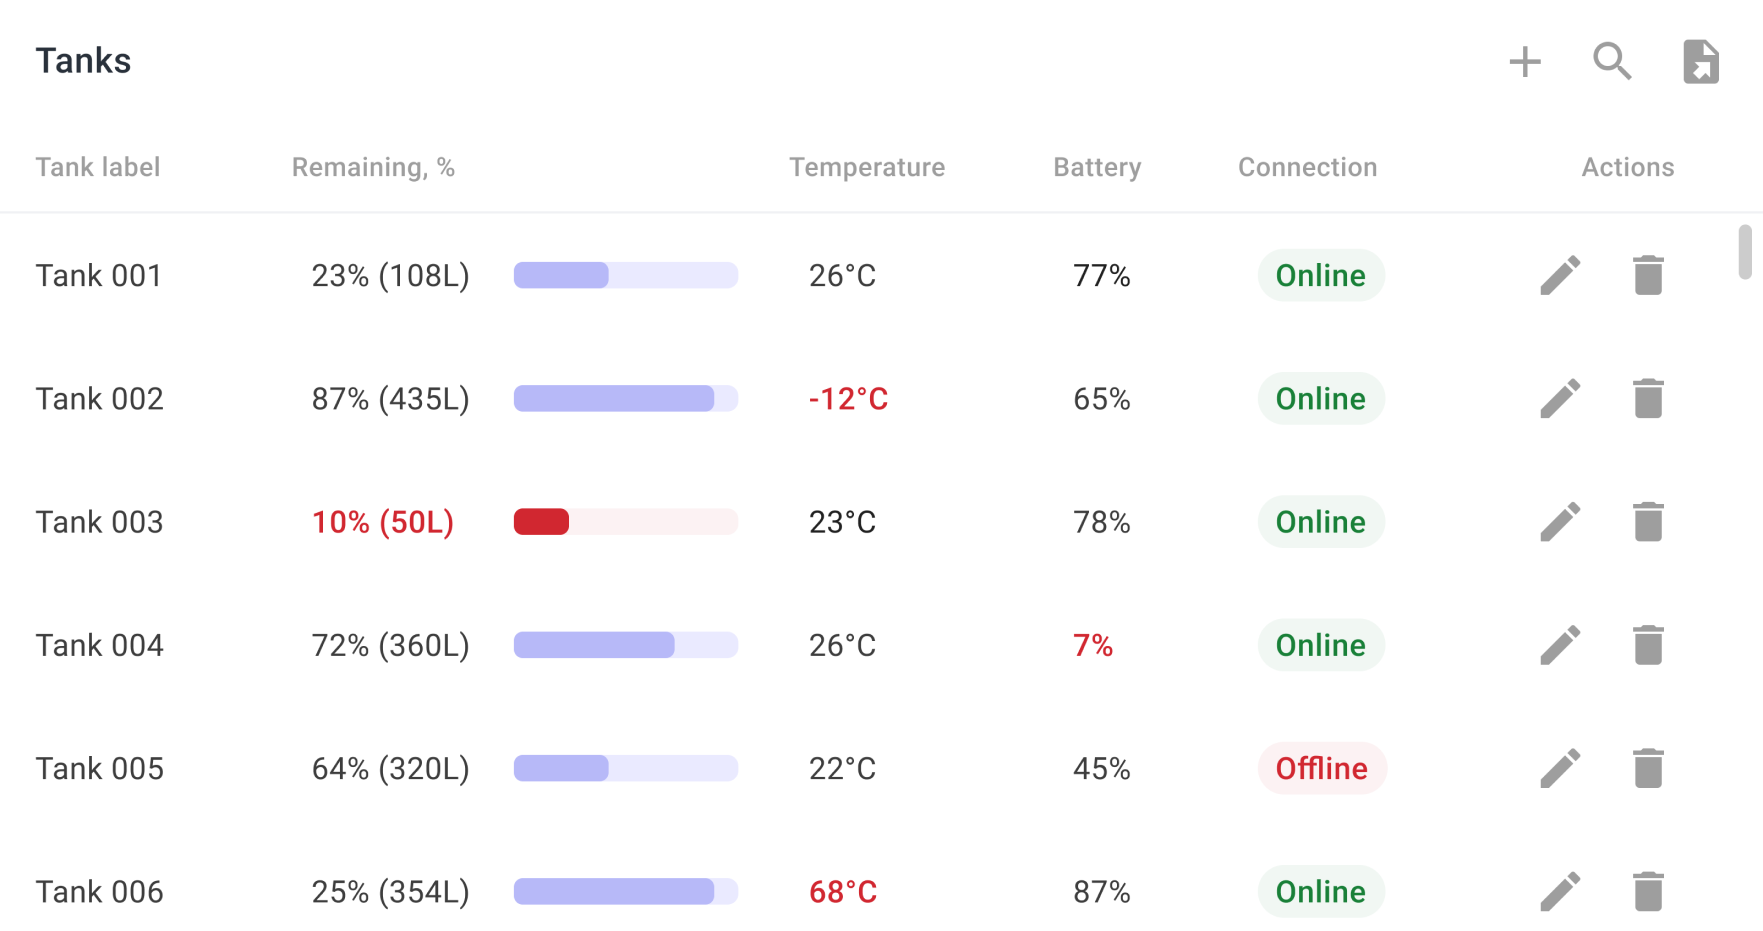 Tanks
Tank label Remaining, % Temperature Battery Connection Actions
Tank 001 23% (108L) 26°C 77% Online
Tank 002 87% (435L) -12°C 65% Online
Tank 003 10% (50L) 23°C 78% Online
Tank 004 72% (360L) 26°C 7% Online
Tank 005 64% (320L) 22°C 45% Offline
Tank 006 25% (354L) 68°C 87% Online